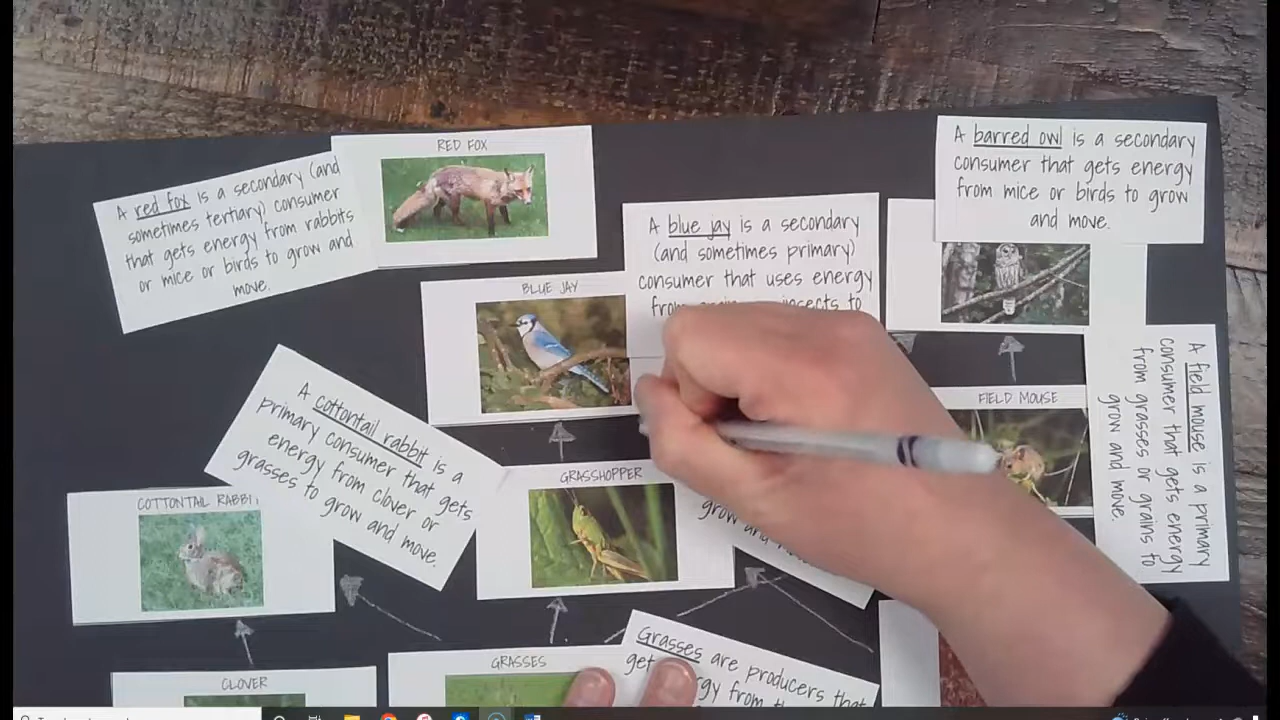 RED FOX
A red fox is a secondary (and
sometimes tertiary) consumer
that gets energy from rabbits
mice or birds to grow and
move.
A barred owl is a secondary
consumer that gets energy
from mice or birds to grow
and move.
A blue jay is a secondary
(and sometimes primary)
consumer that uses energy
insects to
BLUE JAY
FIELD MOUSE
A field mouse is a primary
consumer that gets energy
from grasses or grains to
grow and move.
A cottontail rabbit is a
primary consumer that gets
energy from clover or
grasses to grow and move.
COTTONTAIL
GRASSHOPPER
grow
Grasses are producers that
from
GRASSES
CLOVER